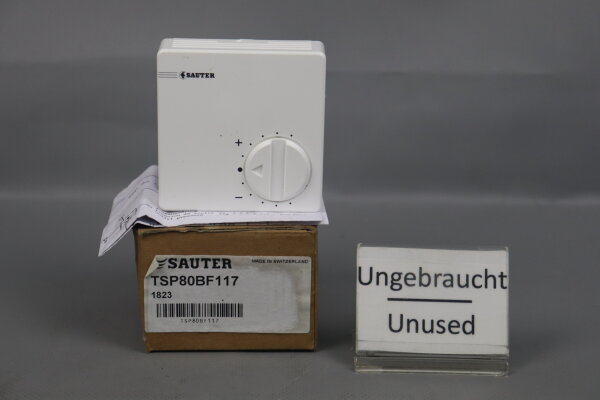 SAUTER
+
-
SAUTER
MADE IN SWITZERLAND
TSP80BF117
1823
TSP80BF117
Ungebraucht
Unused